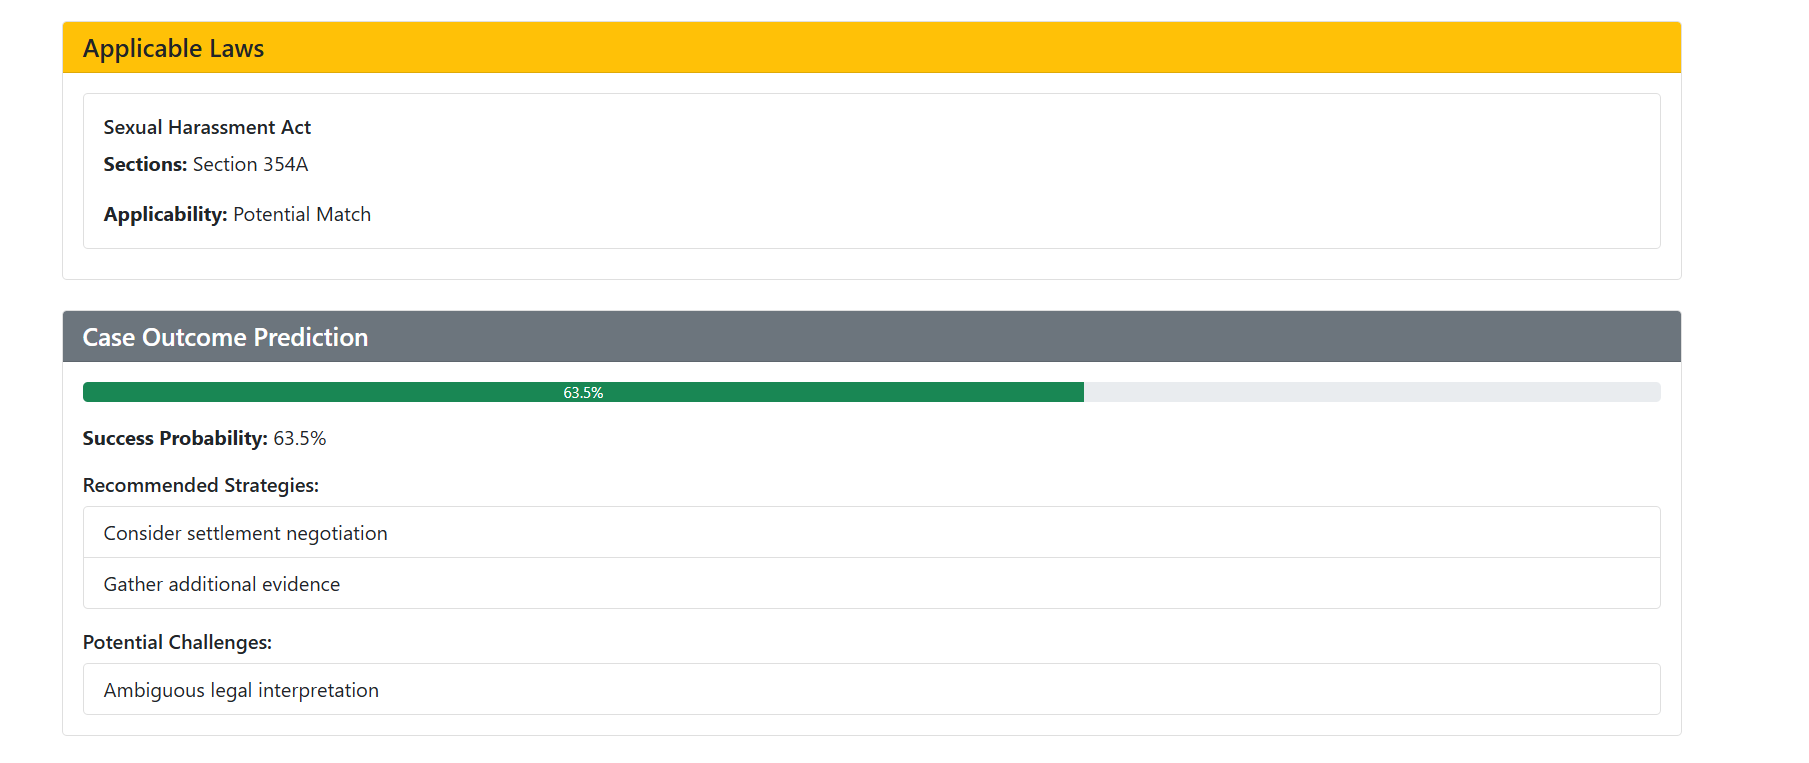 Applicable Laws
Sexual Harassment Act
Sections: Section 354A
Applicability: Potential Match
Case Outcome Prediction
63.5%
Success Probability: 63.5%
Recommended Strategies:
Consider settlement negotiation
Gather additional evidence
Potential Challenges:
Ambiguous legal interpretation